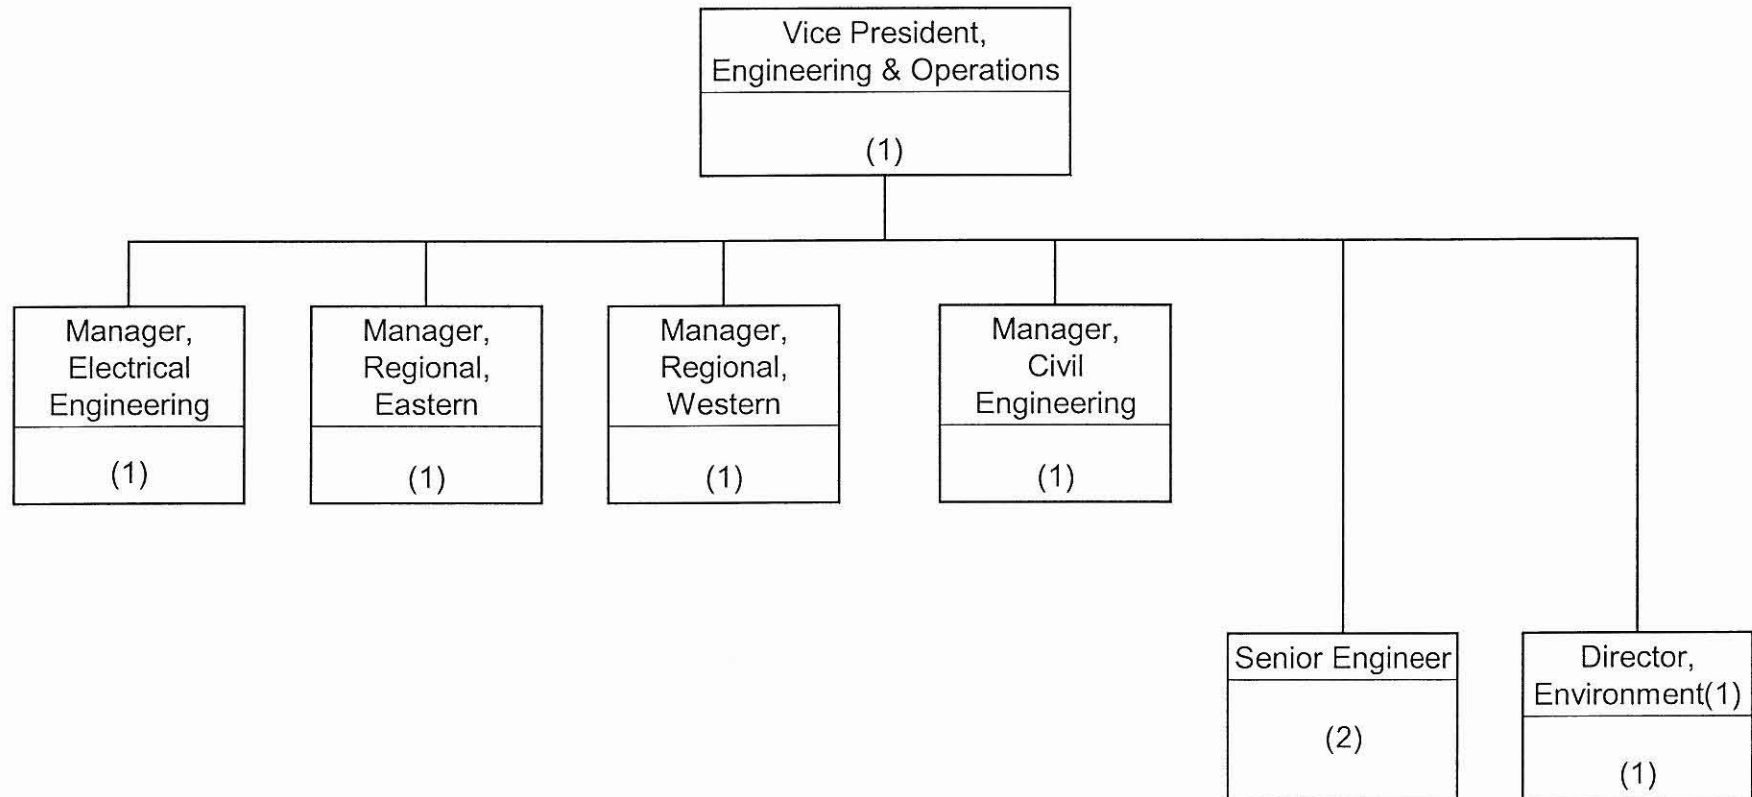 Vice President,
Engineering & Operations
(1)
Manager,
Electrical
Engineering
(1)
Manager,
Regional,
Eastern
(1)
Manager,
Regional,
Western
(1)
Manager,
Civil
Engineering
(1)
Senior Engineer
(2)
Director,
Environment(1)
(1)